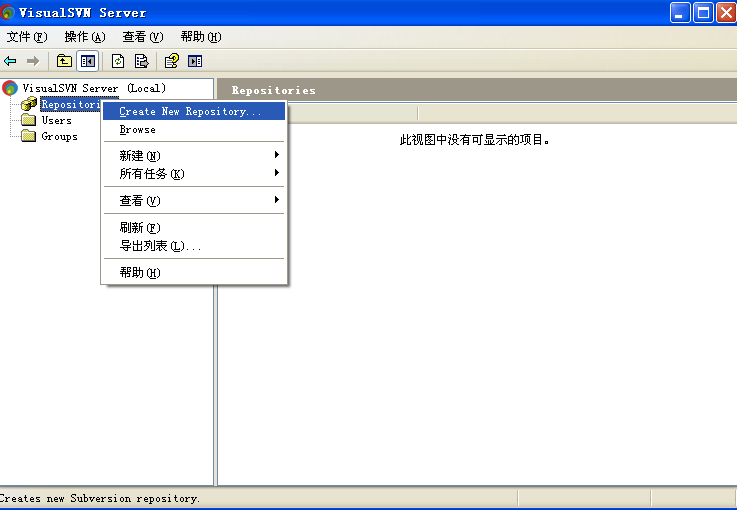 VisualSVN Server
文件(F) 操作(A) 查看(V) 帮助(H)
VisualSVN Server (Local)
Repositori
Users
Groups
Repositories
此视图中没有可显示的项目。
Create New Repository...
Browse
新建(N)
所有任务(K)
查看(V)
刷新(F)
导出列表(L)...
帮助(H)
Creates new Subversion repository.